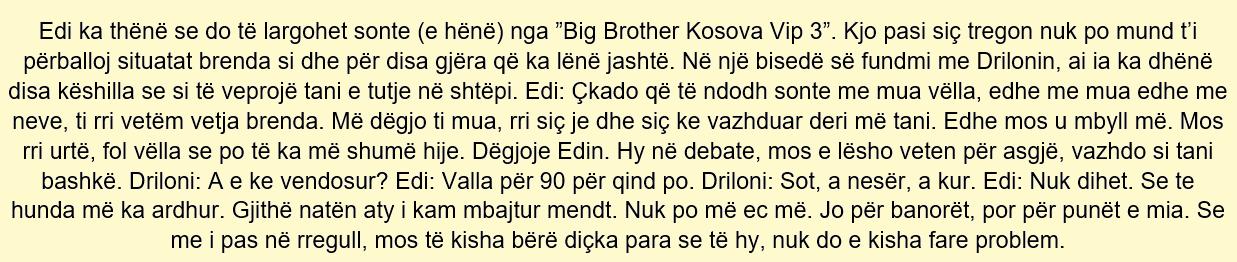 Edi ka thënë se do të largohet sonte (e hënë) nga ”Big Brother Kosova Vip 3”. Kjo pasi siç tregon nuk po mund t’i
përballoj situatat brenda si dhe për disa gjëra që ka lënë jashtë. Në një bisedë së fundmi me Drilonin, ai ia ka dhënë
disa këshilla se si të veprojë tani e tutje në shtëpi. Edi: Çkado që të ndodh sonte me mua vëlla, edhe me mua edhe me
neve, ti rri vetëm vetja brenda. Më dëgjo ti mua, rri siç je dhe siç ke vazhduar deri më tani. Edhe mos u mbyll më. Mos
rri urtë, fol vëlla se po të ka më shumë hije. Dëgjoje Edin. Hy në debate, mos e lësho veten për asgjë, vazhdo si tani
bashkë. Driloni: A e ke vendosur? Edi: Valla për 90 për qind po. Driloni: Sot, a nesër, a kur. Edi: Nuk dihet. Se te
hunda më ka ardhur. Gjithë natën aty i kam mbajtur mendt. Nuk po më ec më. Jo për banorët, por për punët e mia. Se
me i pas në rregull, mos të kisha bërë diçka para se të hy, nuk do e kisha fare problem.